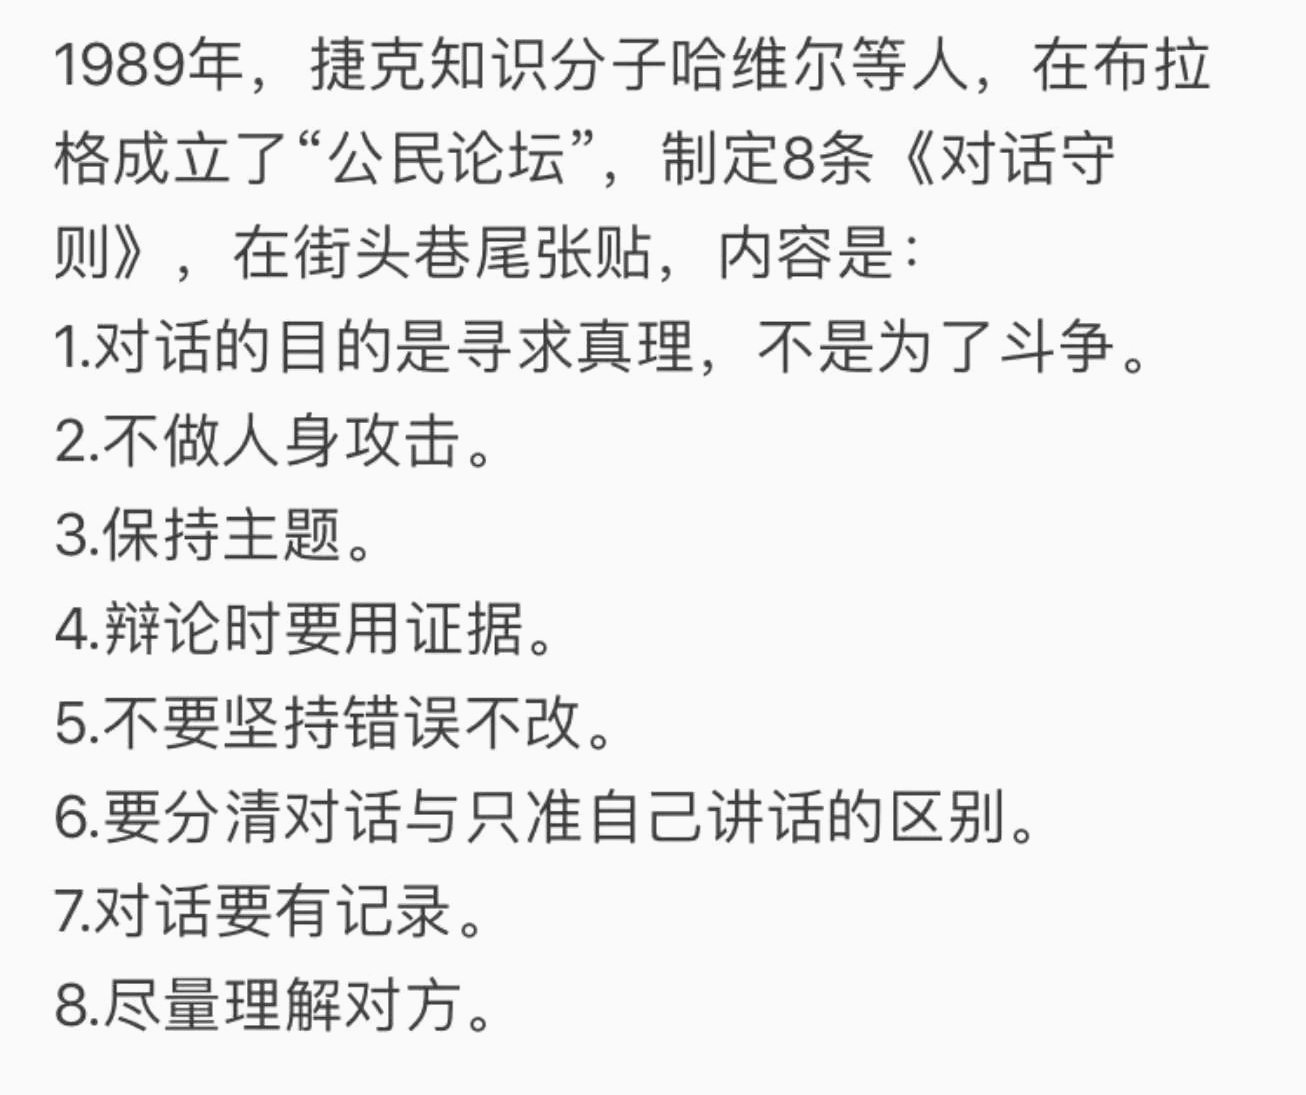 1989年，捷克知识分子哈维尔等人，在布拉
格成立了“公民论坛”，制定8条《对话守
则》，在街头巷尾张贴，内容是：
1.对话的目的是寻求真理，不是为了斗争。
2.不做人身攻击。
3.保持主题。
4.辩论时要用证据。
5.不要坚持错误不改。
6.要分清对话与只准自己讲话的区别。
7.对话要有记录。
8.尽量理解对方。